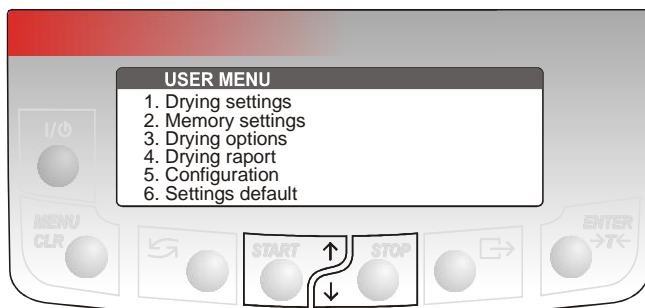 USER MENU
1. Drying settings
2. Memory settings
3. Drying options
4. Drying raport
5. Configuration
6. Settings default
I/⏻
MENU
CLR
START ↑
↓ STOP
ENTER
→T←